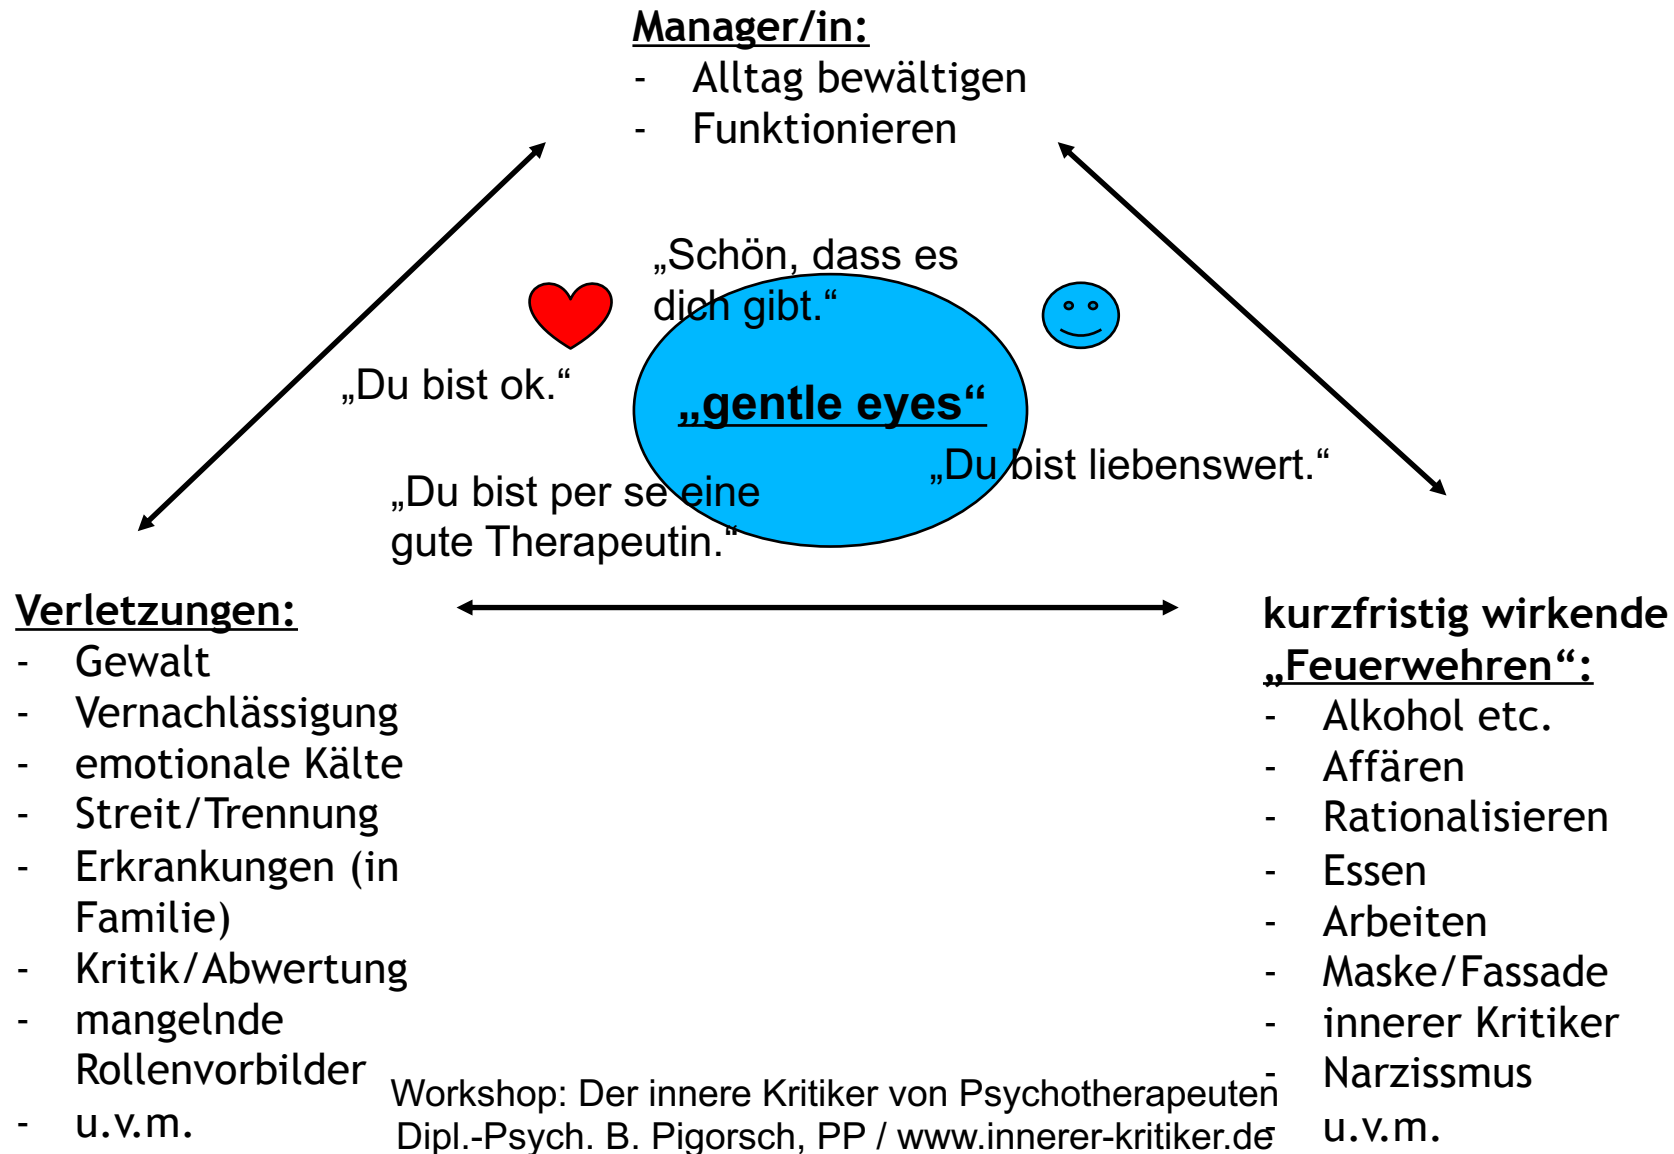 Manager/in:
- Alltag bewältigen
- Funktionieren
„Schön, dass es
dich gibt.“
„Du bist ok.“
„gentle eyes“
„Du bist liebenswert.“
„Du bist per se eine
gute Therapeutin.“
Verletzungen:
- Gewalt
- Vernachlässigung
- emotionale Kälte
- Streit/Trennung
- Erkrankungen (in
Familie)
- Kritik/Abwertung
- mangelnde
Rollenvorbilder
- u.v.m.
kurzfristig wirkende
„Feuerwehren“:
- Alkohol etc.
- Affären
- Rationalisieren
- Essen
- Arbeiten
- Maske/Fassade
- innerer Kritiker
- Narzissmus
- u.v.m.
Workshop: Der innere Kritiker von Psychotherapeuten
Dipl.-Psych. B. Pigorsch, PP / www.innerer-kritiker.de